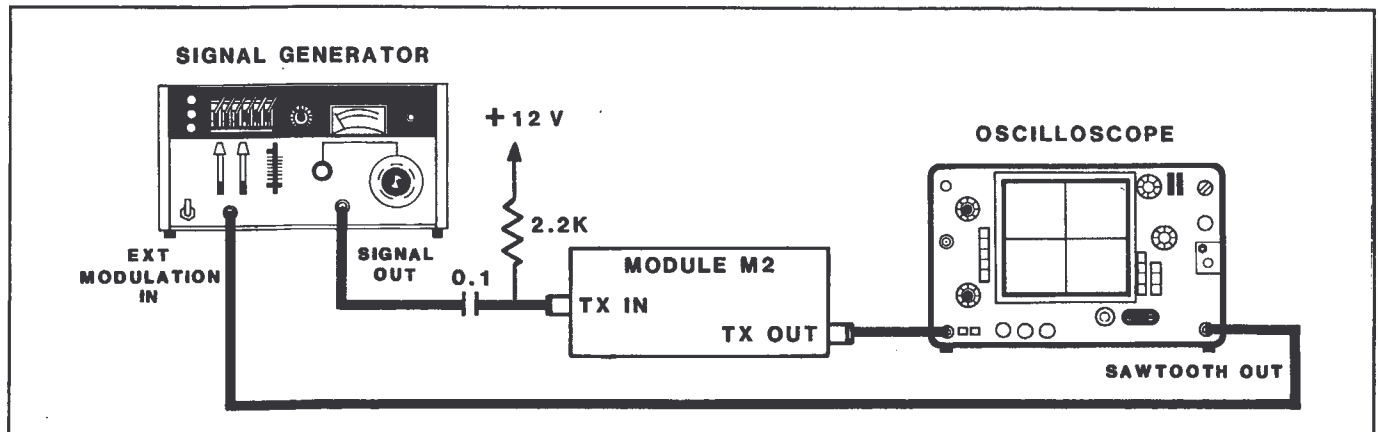 SIGNAL GENERATOR
+12 V
OSCILLOSCOPE
2.2K
EXT
MODULATION
IN
SIGNAL
OUT
0.1
MODULE M2
TX IN
TX OUT
SAWTOOTH OUT